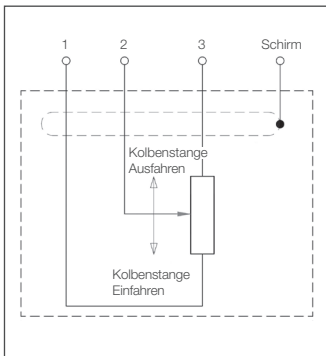 1 2 3 Schirm
Kolbenstange
Ausfahren
Kolbenstange
Einfahren